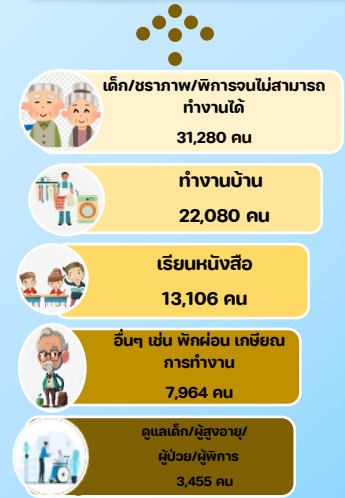 เด็ก/ชราภาพ/พิการจนไม่สามารถ
ทำงานได้
31,280 คน
ทำงานบ้าน
22,080 คน
เรียนหนังสือ
13,106 คน
อื่นๆ เช่น พักผ่อน เกษียณ
การทำงาน
7,964 คน
ดูแลเด็ก/ผู้สูงอายุ/
ผู้ป่วย/ผู้พิการ
3,455 คน